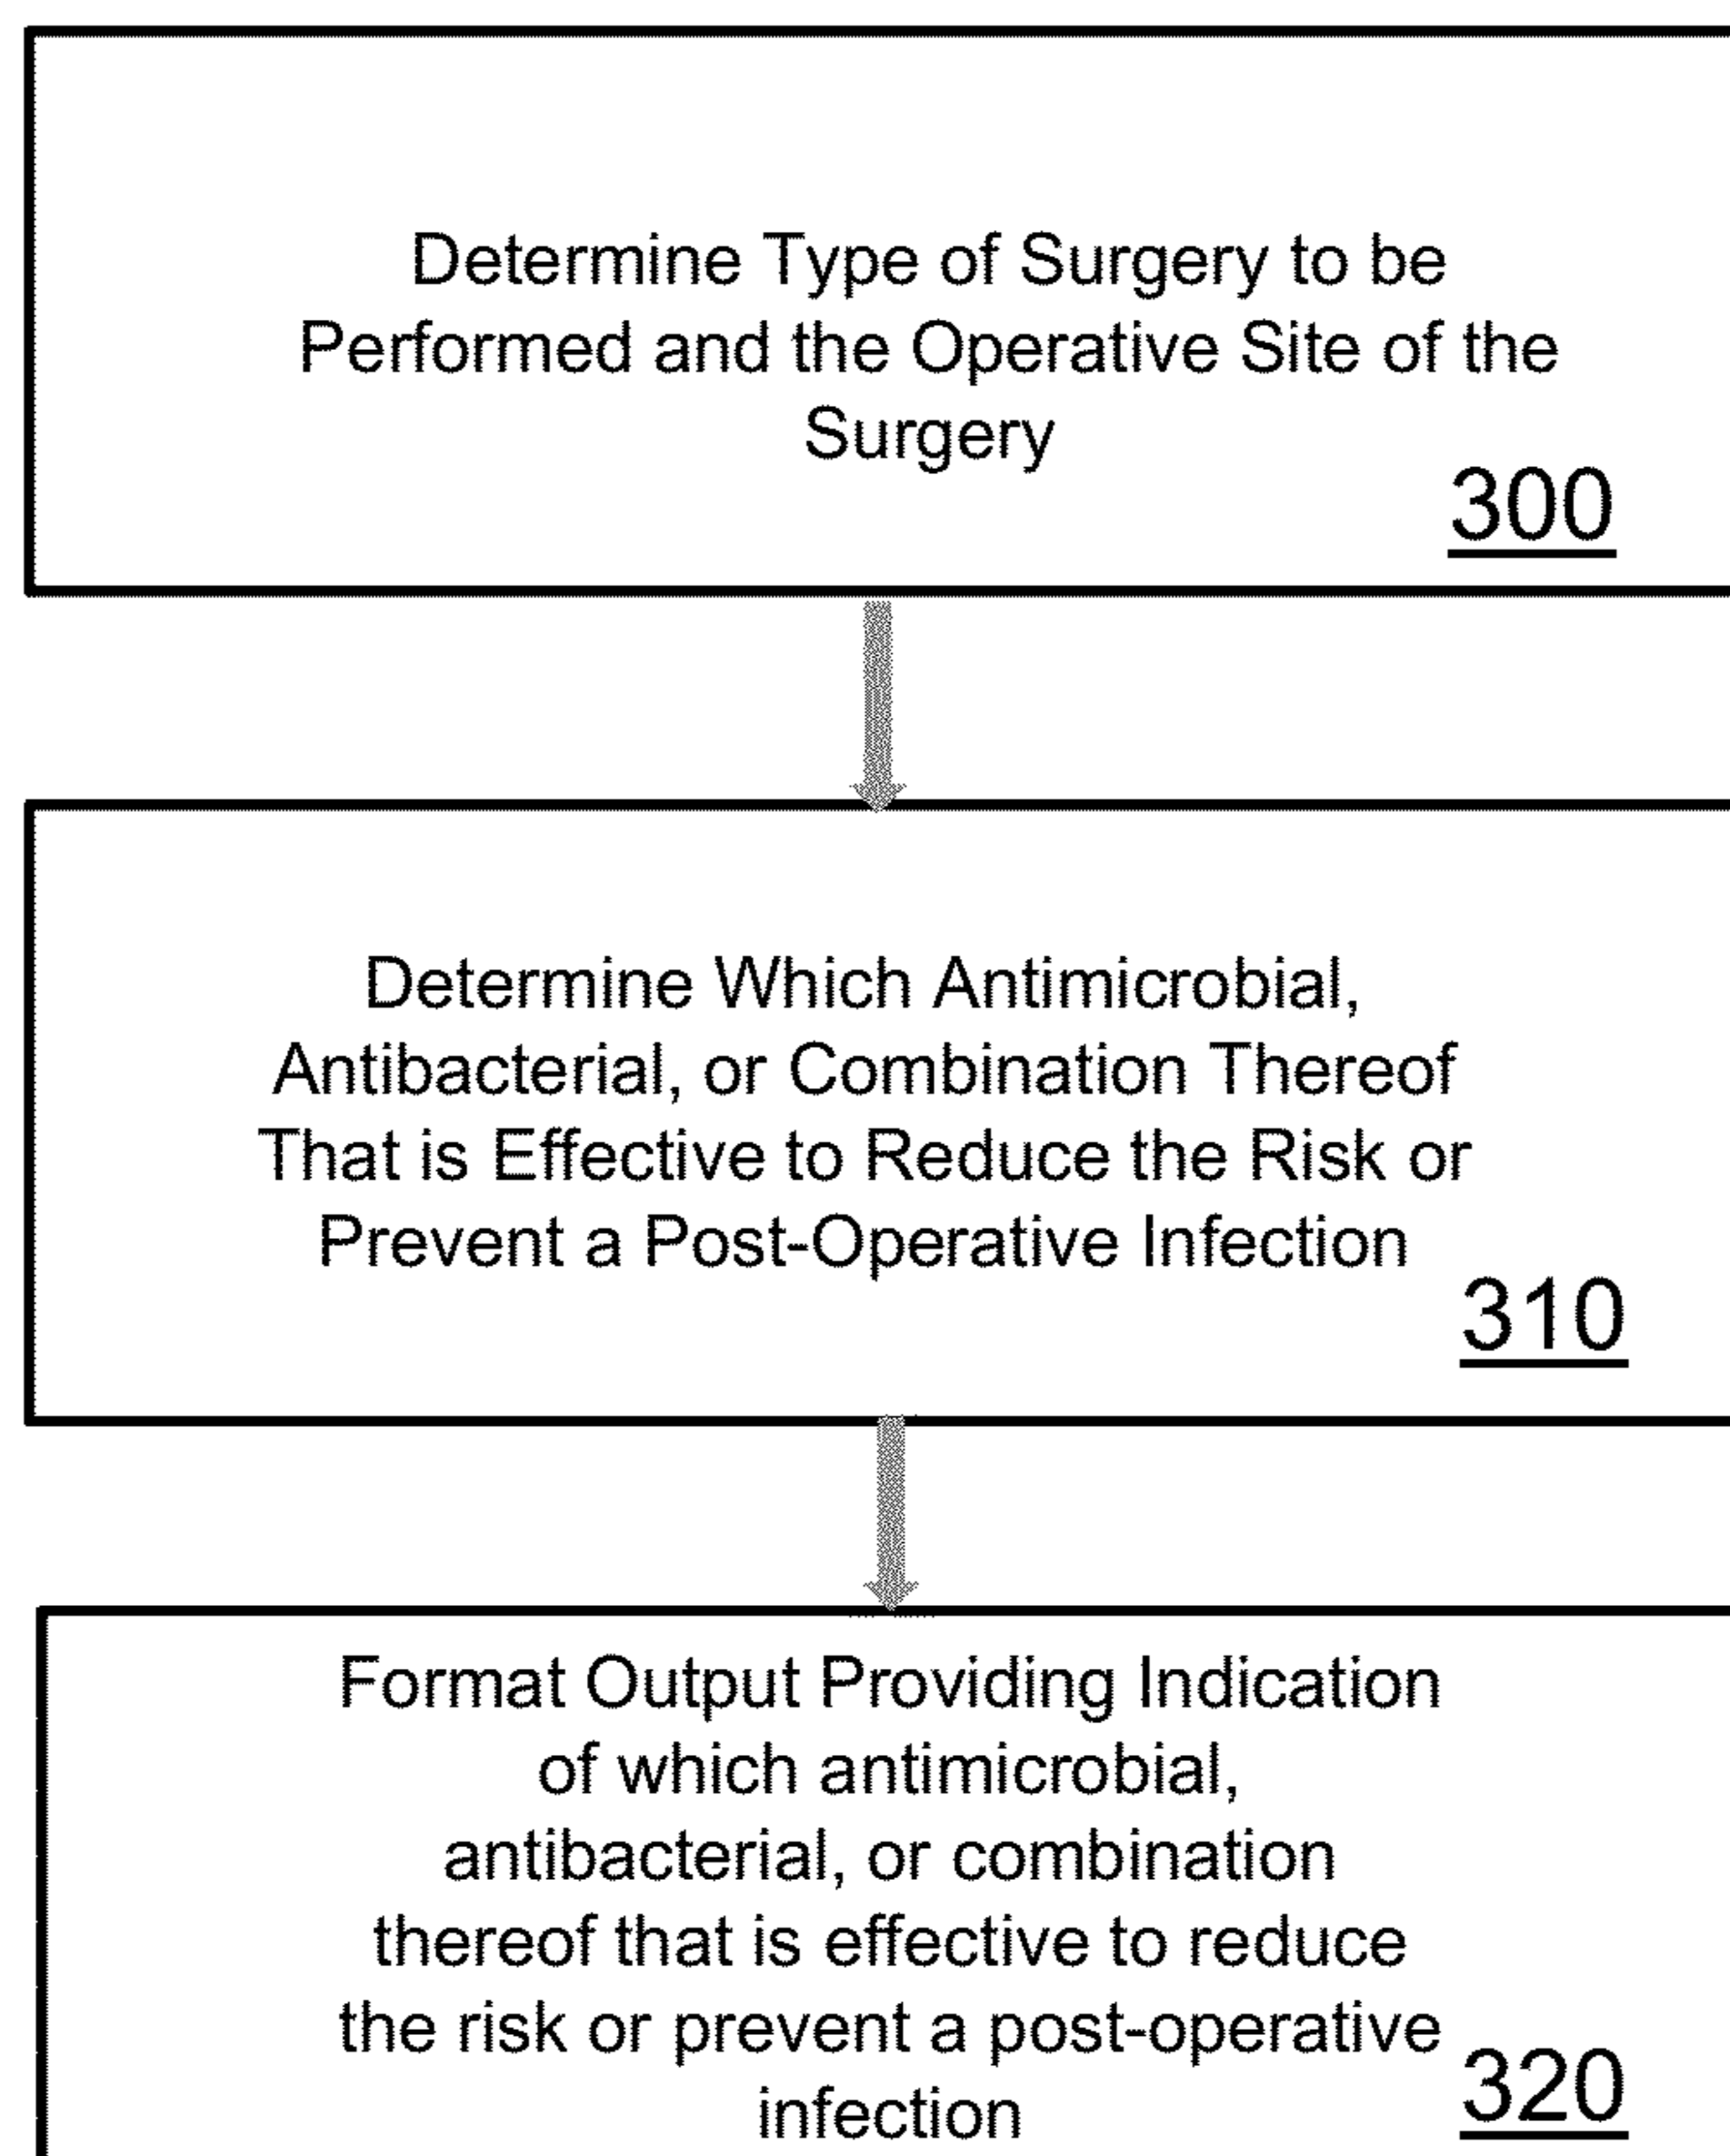 Determine Type of Surgery to be
Performed and the Operative Site of the
Surgery
300
Determine Which Antimicrobial,
Antibacterial, or Combination Thereof
That is Effective to Reduce the Risk or
Prevent a Post-Operative Infection
310
Format Output Providing Indication
of which antimicrobial,
antibacterial, or combination
thereof that is effective to reduce
the risk or prevent a post-operative
infection
320